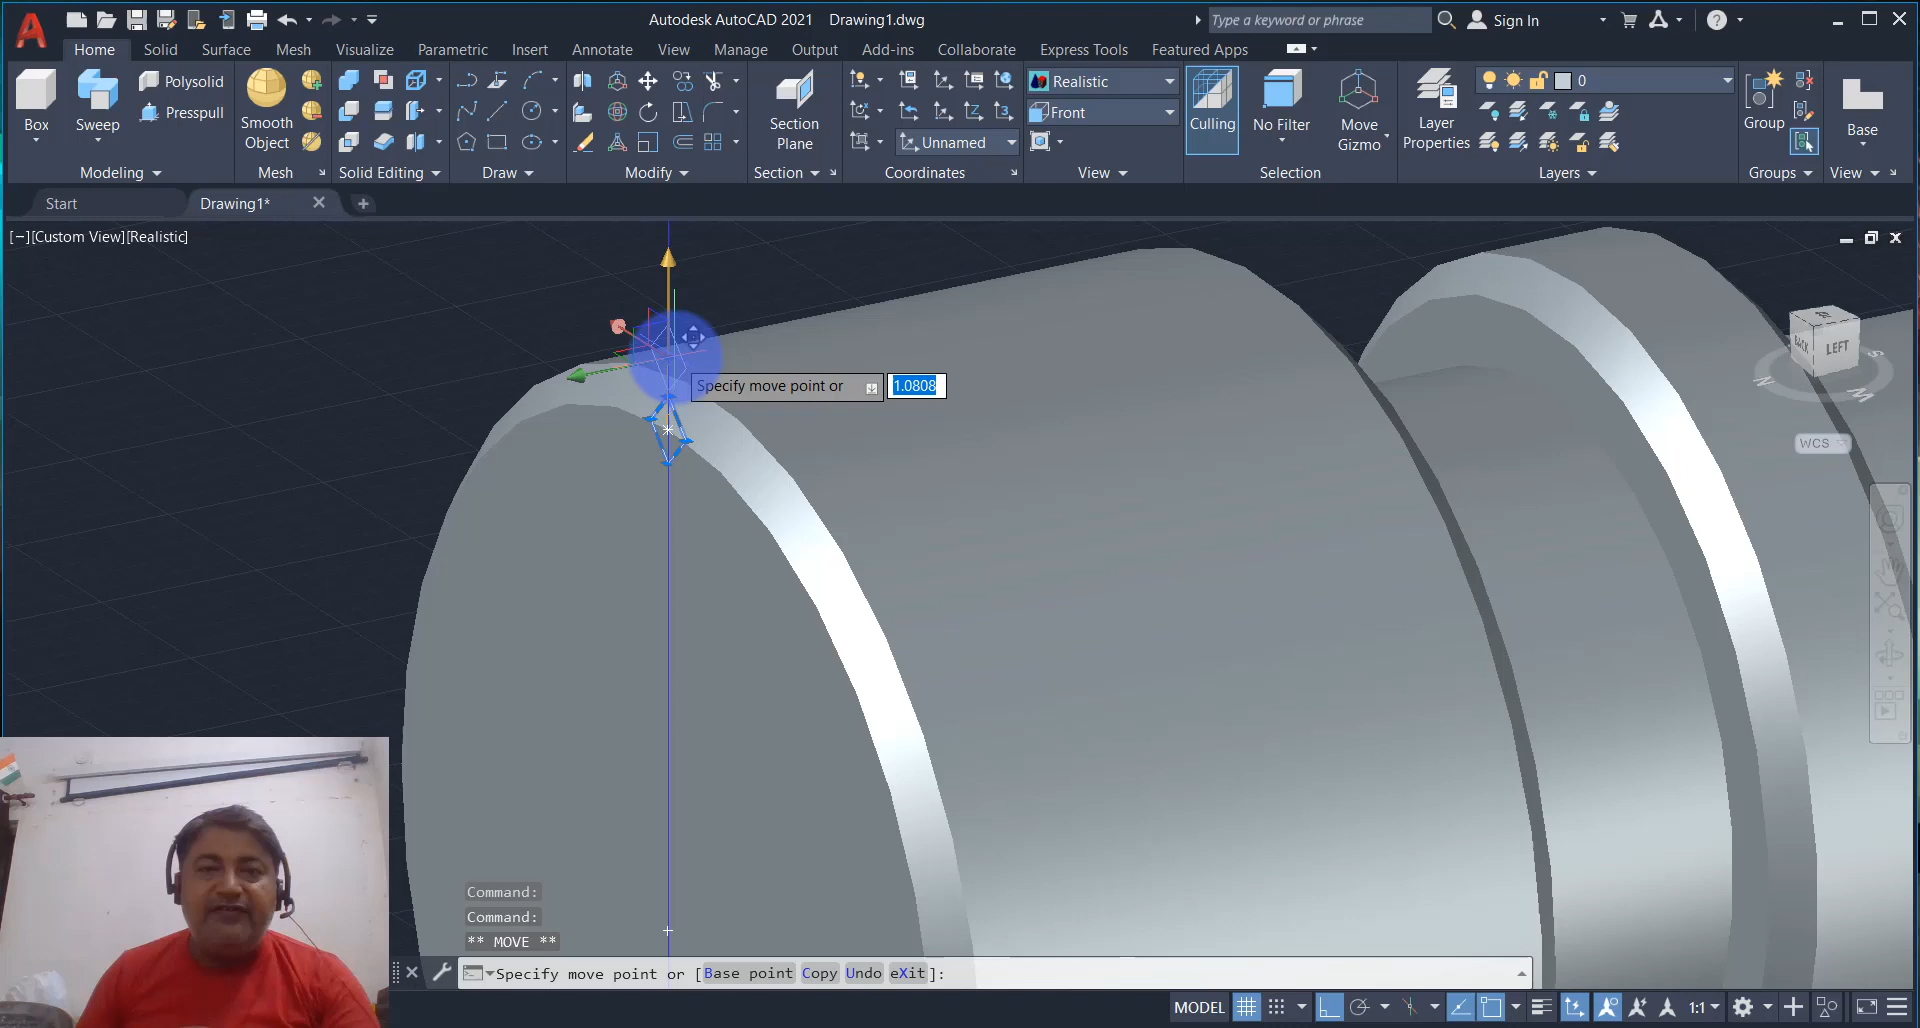 Autodesk AutoCAD 2021 Drawing1.dwg
Type a keyword or phrase
Sign In
Home Solid Surface Mesh Visualize Parametric Insert Annotate View Manage Output Add-ins Collaborate Express Tools Featured Apps
Box
Sweep
Polysolid
Presspull
Modeling
Smooth
Object
Mesh
Solid Editing
Draw
Modify
Section
Plane
Section
Unnamed
Coordinates
Realistic
Front
View
Culling
No Filter
Move
Gizmo
Selection
Layer
Properties
0
Layers
Group
Groups
Base
View
Start
Drawing1*
[−][Custom View][Realistic]
BACK
LEFT
N
S
WCS
Specify move point or
1.0808
Command:
Command:
** MOVE **
Specify move point or [Base point Copy Undo eXit]:
MODEL
1:1